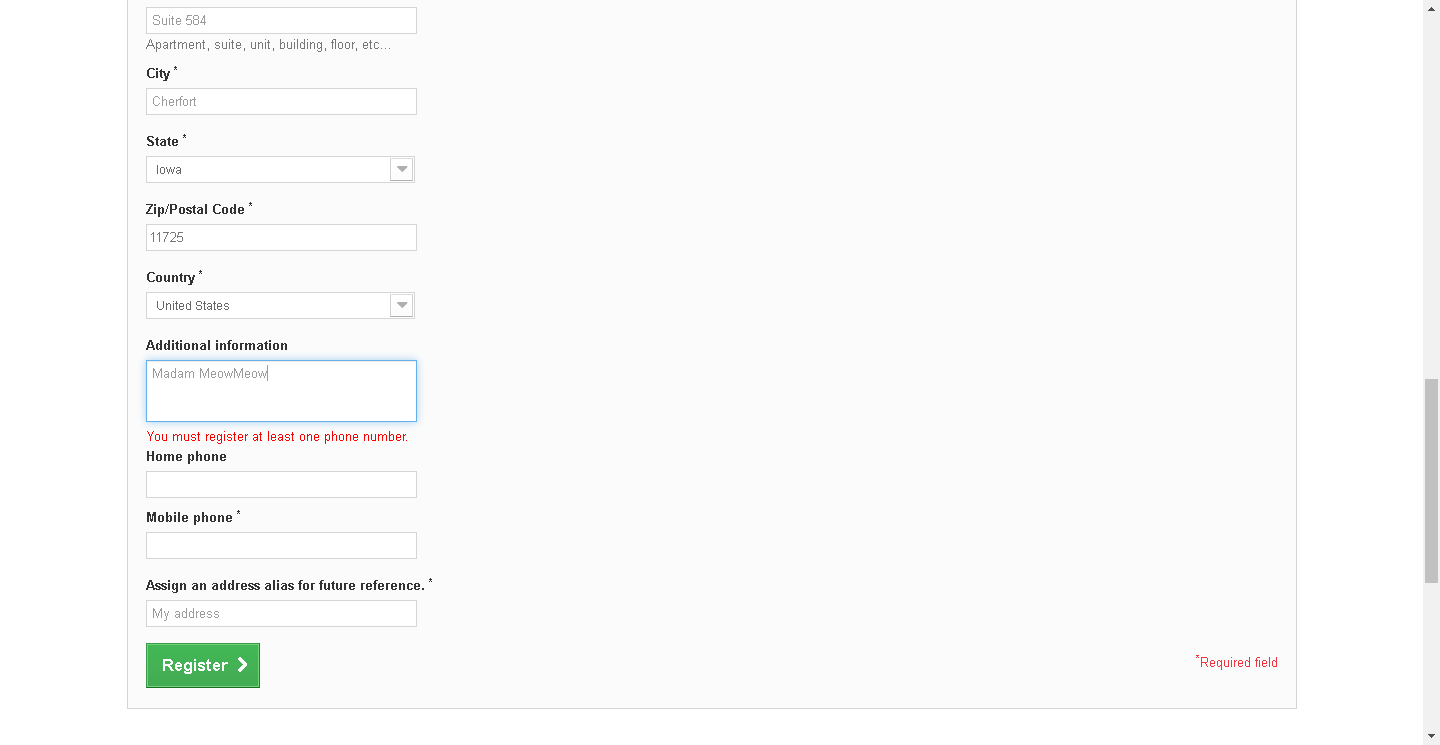 Suite 584
Apartment, suite, unit, building, floor, etc...
City *
Cherfort
State *
Iowa
Zip/Postal Code *
11725
Country *
United States
Additional information
Madam MeowMeow
You must register at least one phone number.
Home phone
Mobile phone *
Assign an address alias for future reference. *
My address
Register
*Required field